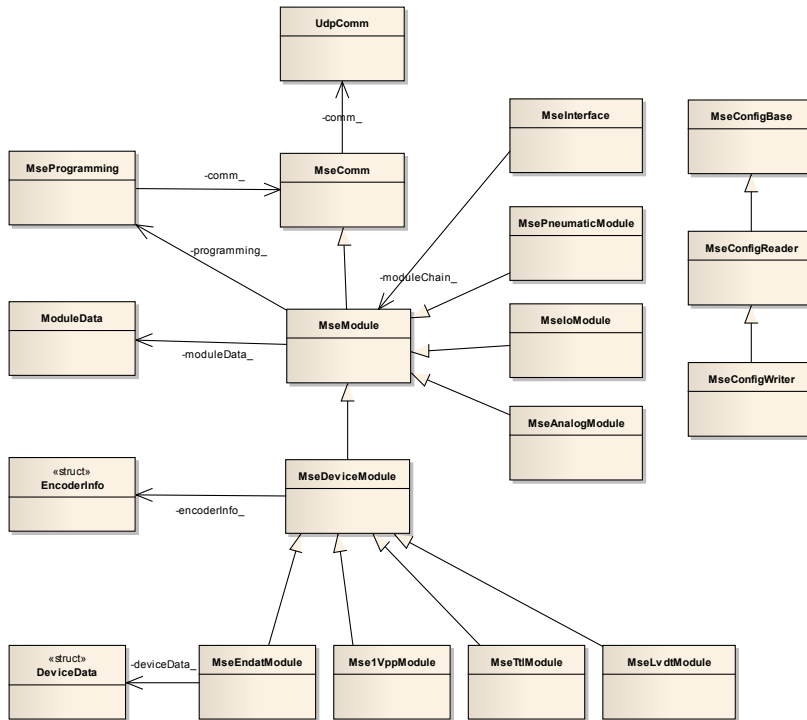 UdpComm
-comm_
MseInterface
MseConfigBase
MseProgramming
-comm_
MseComm
MsePneumaticModule
MseConfigReader
-programming_
-moduleChain_
ModuleData
MseModule
MseIoModule
-moduleData_
MseConfigWriter
MseAnalogModule
«struct»
EncoderInfo
MseDeviceModule
-encoderInfo_
«struct»
DeviceData
-deviceData_
MseEndatModule
Mse1VppModule
MseTtlModule
MseLvdtModule